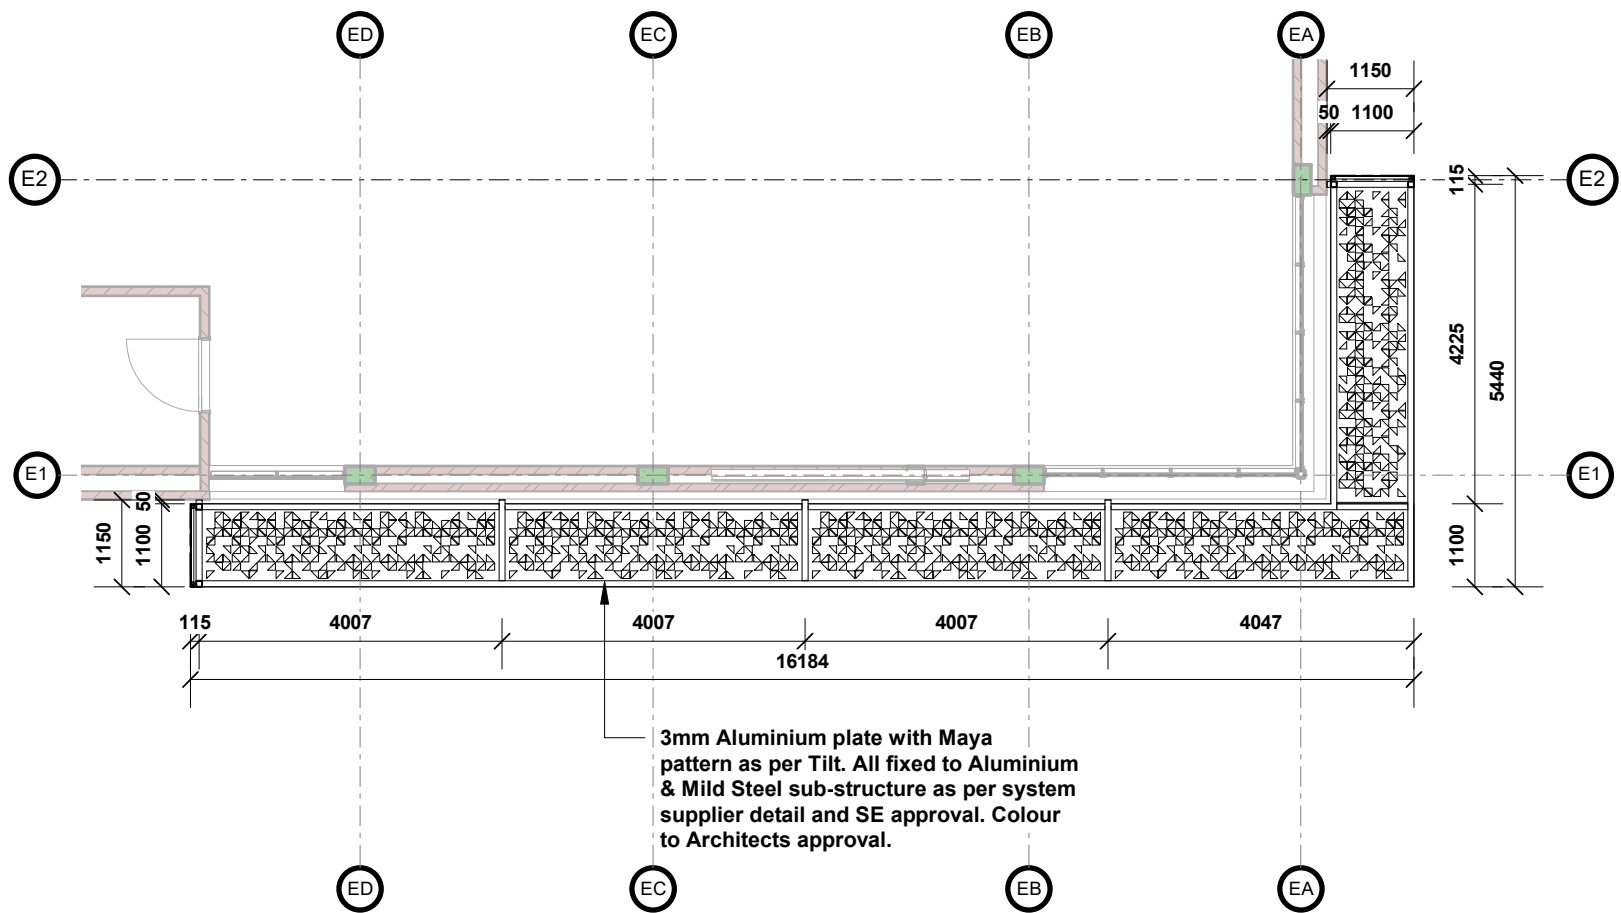 ED
EC
EB
EA
1150
50
1100
E2
115
E2
4225
5440
E1
E1
50
1150
1100
1100
115
4007
4007
4007
4047
16184
3mm Aluminium plate with Maya
pattern as per Tilt. All fixed to Aluminium
& Mild Steel sub-structure as per system
supplier detail and SE approval. Colour
to Architects approval.
ED
EC
EB
EA